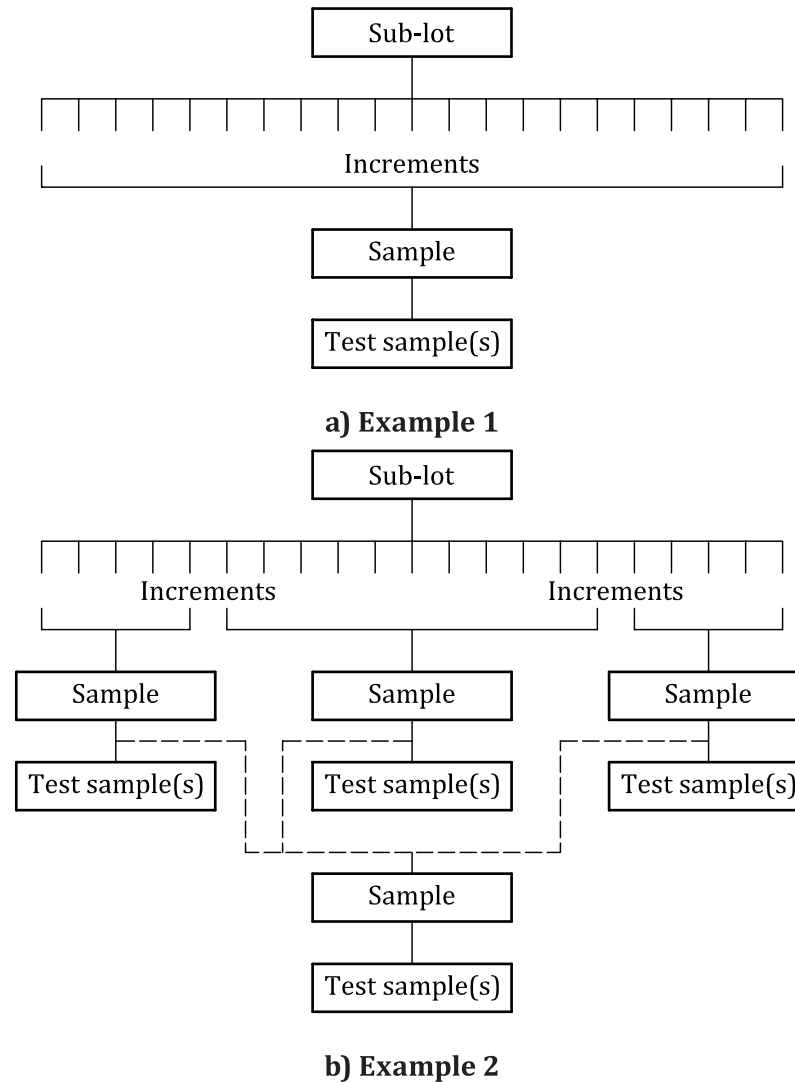 Sub-lot
Increments
Sample
Test sample(s)
a) Example 1
Sub-lot
Increments Increments
Sample Sample Sample
Test sample(s) Test sample(s) Test sample(s)
Sample
Test sample(s)
b) Example 2